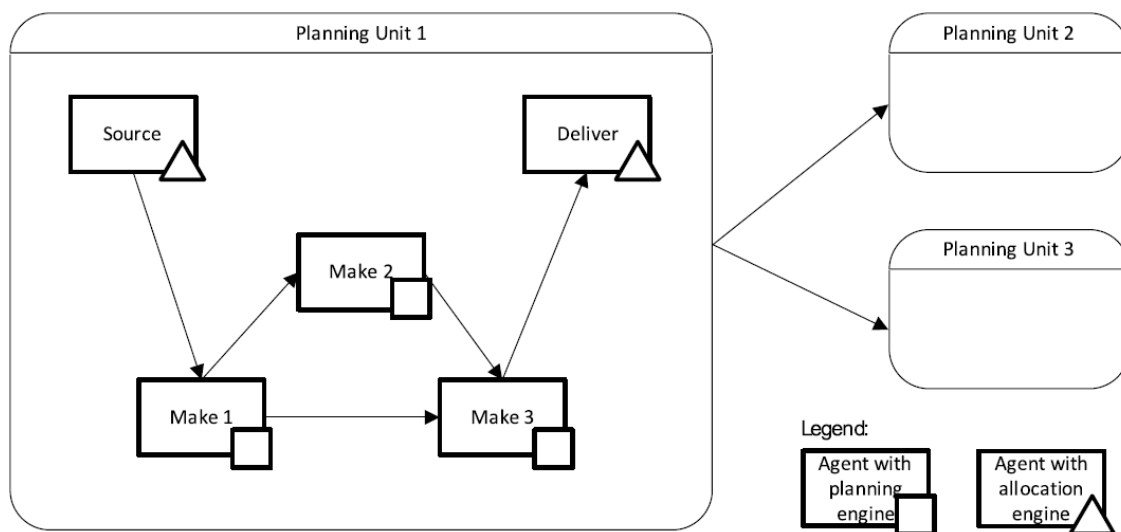 Planning Unit 1
Source
Deliver
Make 2
Make 1
Make 3
Planning Unit 2
Planning Unit 3
Legend:
Agent with
planning
engine
Agent with
allocation
engine